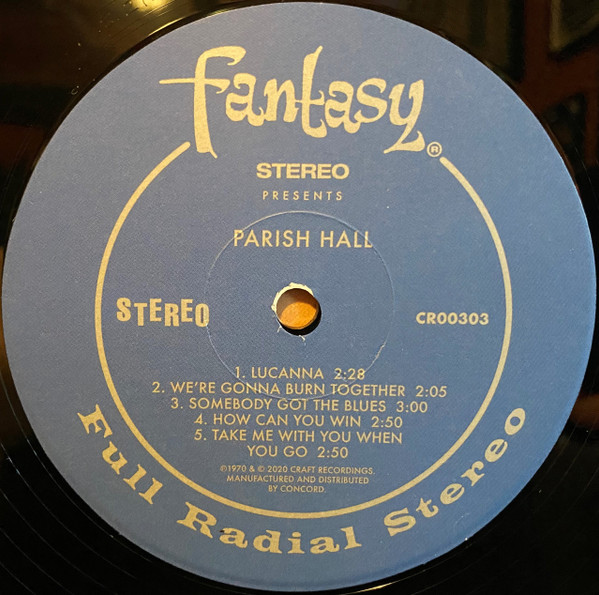 fantasy®
STEREO
PRESENTS
PARISH HALL
STEREO
CR00303
1. LUCANNA 2:28
2. WE'RE GONNA BURN TOGETHER 2:05
3. SOMEBODY GOT THE BLUES 3:00
4. HOW CAN YOU WIN 2:50
5. TAKE ME WITH YOU WHEN
YOU GO 2:50
©1970 & © 2020 CRAFT RECORDINGS.
MANUFACTURED AND DISTRIBUTED
BY CONCORD.
Full Radial Stereo